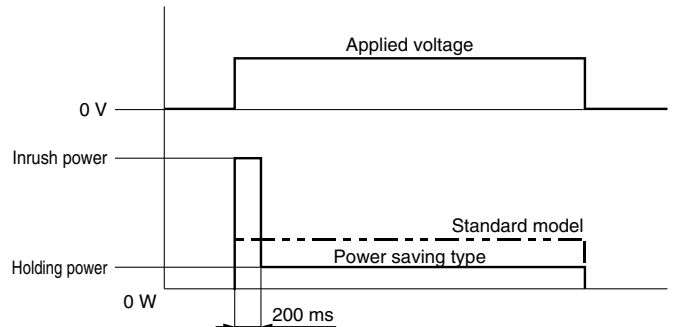 Applied voltage
0 V
Inrush power
Standard model
Holding power
Power saving type
0 W
200 ms